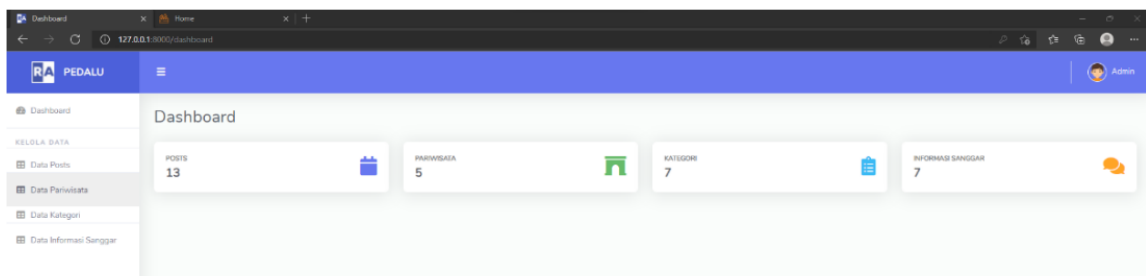 Dashboard
Home
127.0.0.1:8000/dashboard
RA PEDALU
Admin
Dashboard
KELOLA DATA
Data Posts
Data Pariwisata
Data Kategori
Data Informasi Sanggar
Dashboard
POSTS
13
PARIWISATA
5
KATEGORI
7
INFORMASI SANGGAR
7